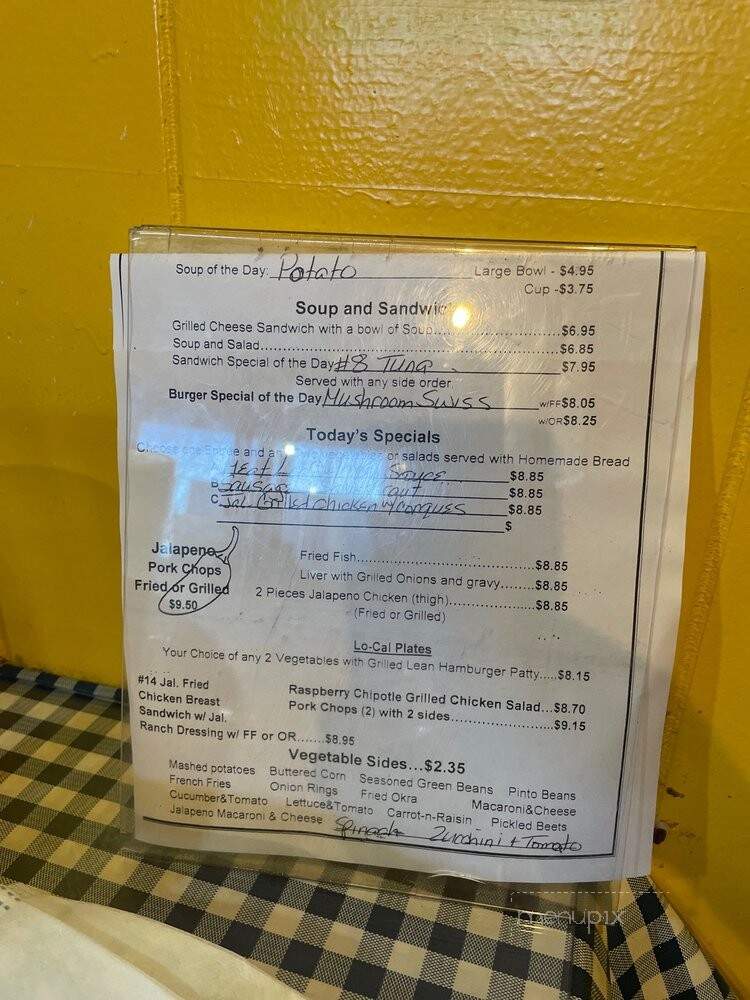 Soup of the Day: Potato Large Bowl - $4.95
Cup -$3.75
Soup and Sandwich
Grilled Cheese Sandwich with a bowl of Soup..................$6.95
Soup and Salad.............................................$6.85
Sandwich Special of the Day #8 Tuna $7.95
Served with any side order
Burger Special of the Day Mushroom Swiss w/FF$8.05
w/OR$8.25
Today's Specials
Choose one Entree and any or salads served with Homemade Bread
Sauce $8.85
B Sausage $8.85
C Jal. Grilled Chicken w/ $8.85
$
Jalapeno
Pork Chops
Fried or Grilled
$9.50
Fried Fish...............................$8.85
Liver with Grilled Onions and gravy.......$8.85
2 Pieces Jalapeno Chicken (thigh)..................$8.85
(Fried or Grilled)
Lo-Cal Plates
Your Choice of any 2 Vegetables with Grilled Lean Hamburger Patty.....$8.15
#14 Jal. Fried
Chicken Breast
Sandwich w/ Jal.
Ranch Dressing w/ FF or OR.......$8.95
Raspberry Chipotle Grilled Chicken Salad...$8.70
Pork Chops (2) with 2 sides.....................$9.15
Vegetable Sides...$2.35
Mashed potatoes Buttered Corn Seasoned Green Beans Pinto Beans
French Fries Onion Rings Fried Okra Macaroni&Cheese
Cucumber&Tomato Lettuce&Tomato Carrot-n-Raisin Pickled Beets
Jalapeno Macaroni & Cheese Spinach Zucchini + Tomato
menupix